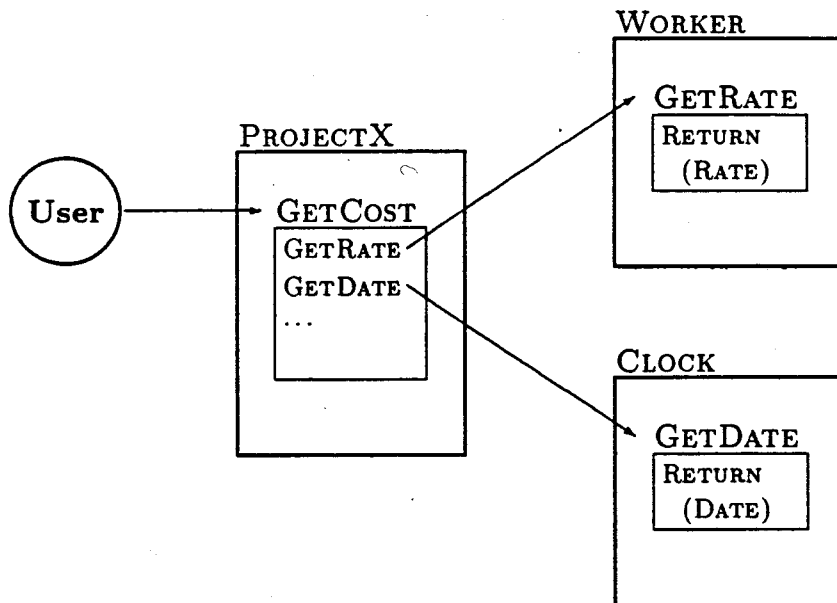 WORKER
GETRATE
RETURN
(RATE)
PROJECTX
User
GETCOST
GETRATE
GETDATE
...
CLOCK
GETDATE
RETURN
(DATE)